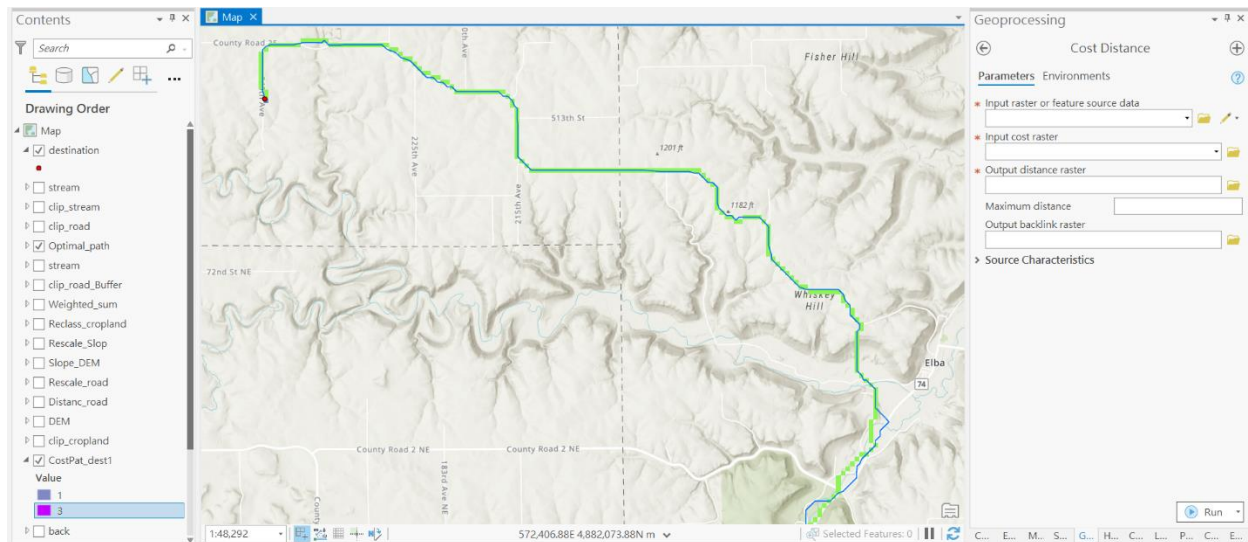 Contents
Search
Drawing Order
Map
destination
stream
clip_stream
clip_road
Optimal_path
stream
clip_road_Buffer
Weighted_sum
Reclass_cropland
Rescale_Slop
Slope_DEM
Rescale_road
Distanc_road
DEM
clip_cropland
CostPat_dest1
Value
1
3
back
Map
County Road 35
0th Ave
Fisher Hill
h Ave
513th St
225th Ave
1201 ft
215th Ave
1182 ft
72nd St NE
Whiskey
Hill
Elba
74
County Road 2 NE
County Road 2 NE
183rd Ave NE
County
1:48,292
572,406.88E 4,882,073.88N m
Selected Features: 0
Geoprocessing
Cost Distance
Parameters Environments
* Input raster or feature source data
* Input cost raster
* Output distance raster
Maximum distance
Output backlink raster
Source Characteristics
Run
C... E... M... S... G... H... C... L... P... C... E...